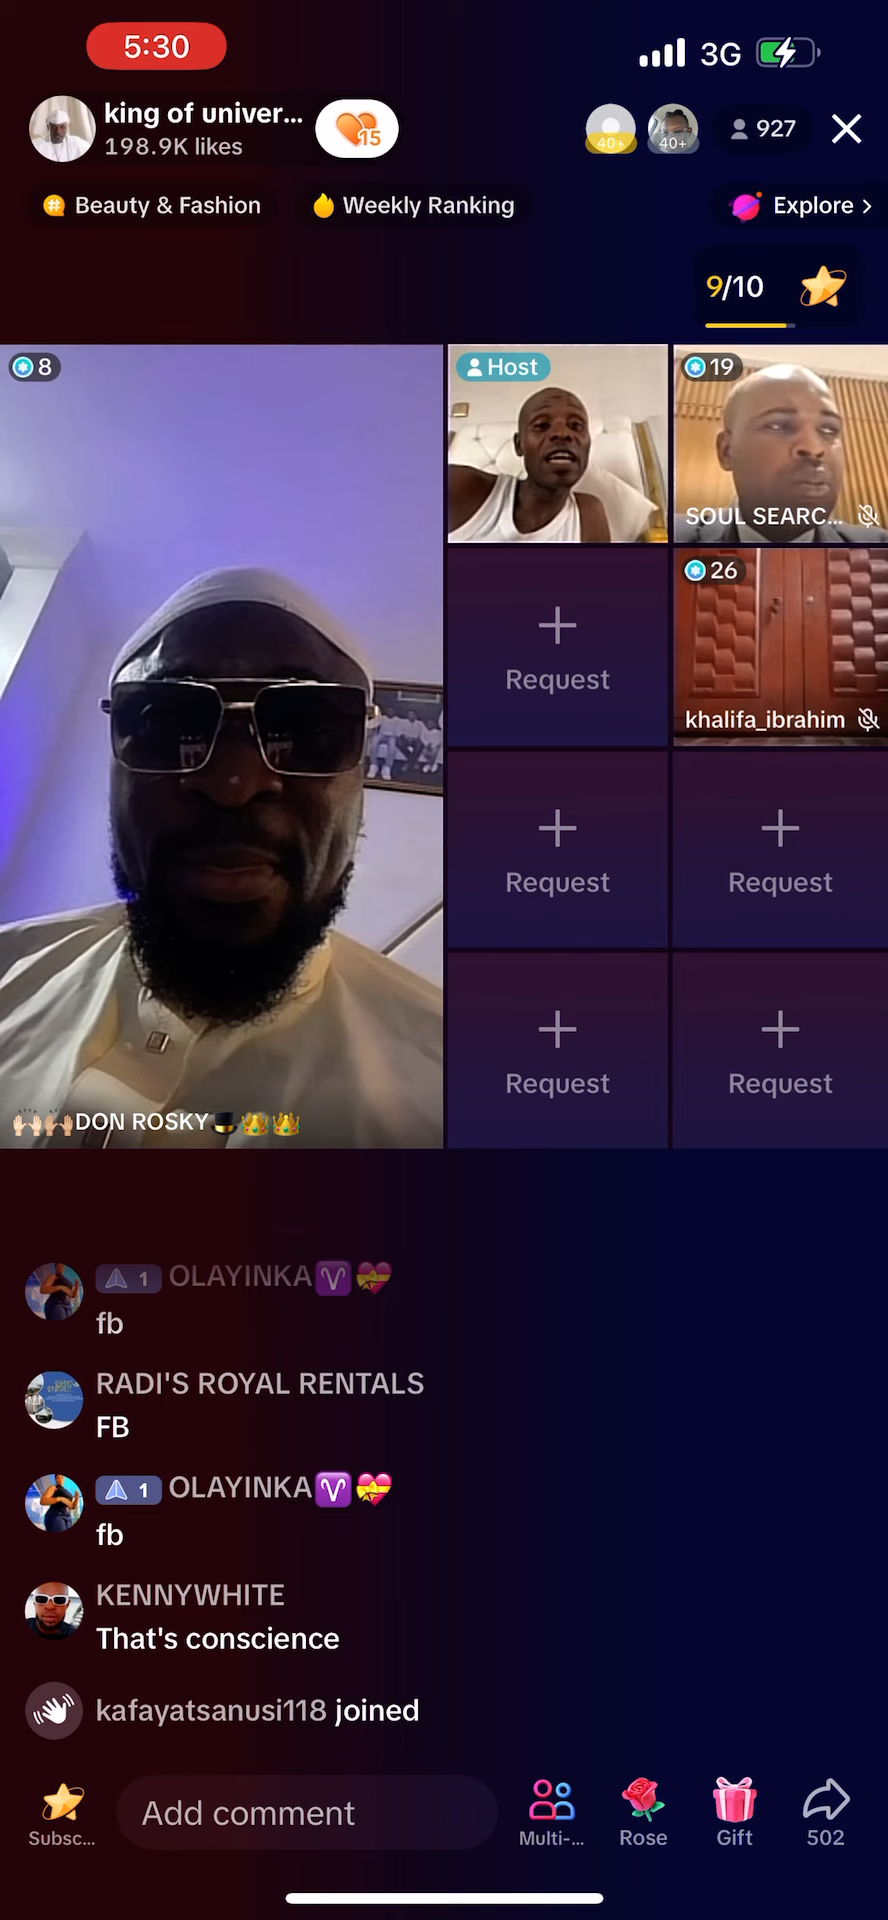 5:30
3G
king of univer...
198.9K likes
15
40+
40+
927
Beauty & Fashion
Weekly Ranking
Explore >
9/10
8
Host
19
SOUL SEARC...
Request
26
khalifa_ibrahim
Request
Request
Request
Request
🙌🏻🙌🏽DON ROSKY🎩👑👑
1 OLAYINKA♈💝
fb
RADI'S ROYAL RENTALS
FB
1 OLAYINKA♈💝
fb
KENNYWHITE
That's conscience
kafayatsanusi118 joined
Subsc...
Add comment
Multi-...
Rose
Gift
502